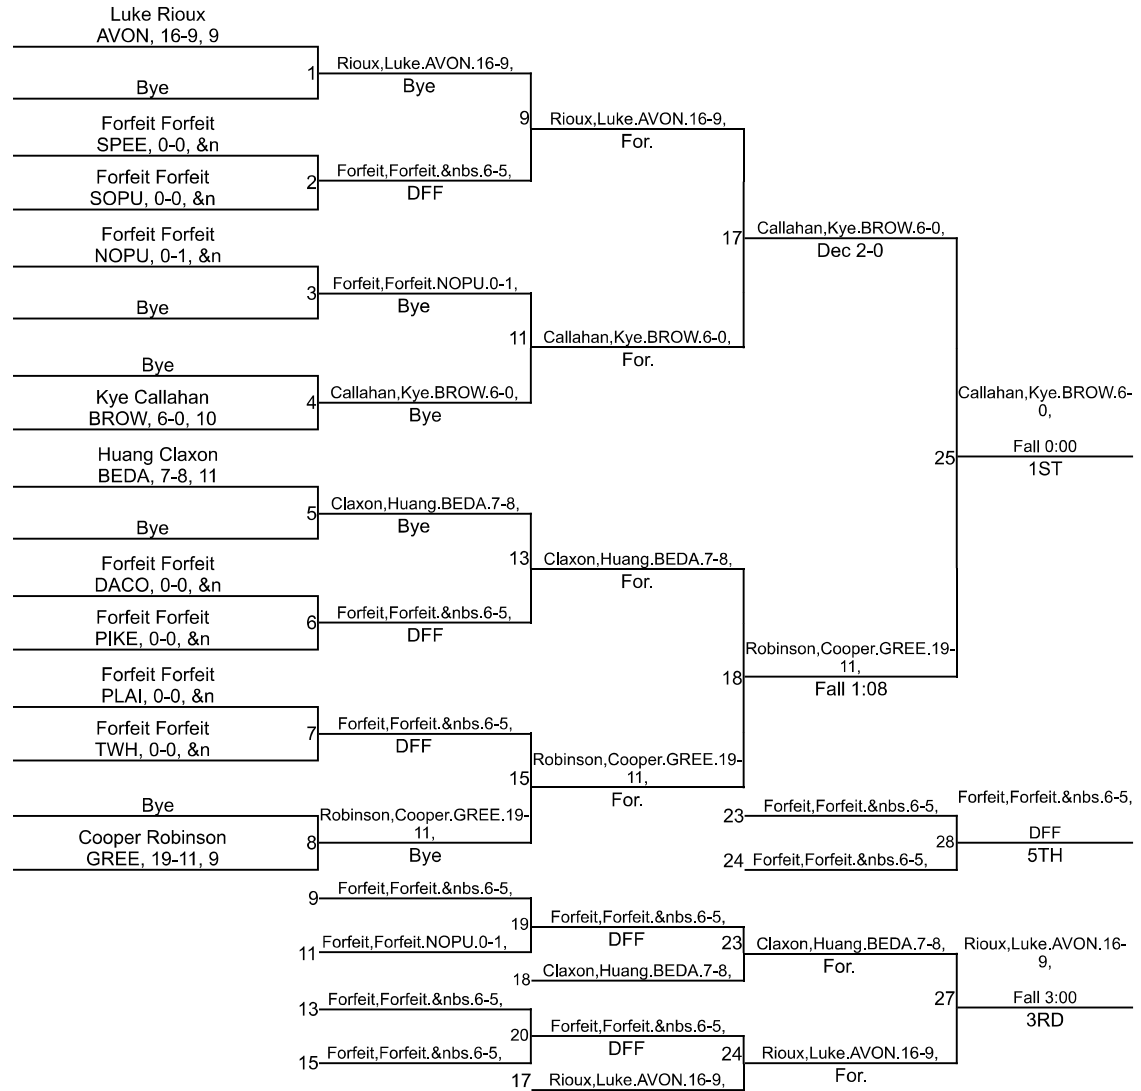 Luke Rioux
AVON, 16-9, 9
1
Rioux,Luke.AVON.16-9,
Bye
Bye
9
Rioux,Luke.AVON.16-9,
For.
Forfeit Forfeit
SPEE, 0-0, &n
2
Forfeit,Forfeit.&nbs.6-5,
DFF
Forfeit Forfeit
SOPU, 0-0, &n
17
Callahan,Kye.BROW.6-0,
Dec 2-0
Forfeit Forfeit
NOPU, 0-1, &n
3
Forfeit,Forfeit.NOPU.0-1,
Bye
Bye
11
Callahan,Kye.BROW.6-0,
For.
Bye
4
Callahan,Kye.BROW.6-0,
Bye
Kye Callahan
BROW, 6-0, 10
25
Callahan,Kye.BROW.6-
0,
Fall 0:00
1ST
Huang Claxon
BEDA, 7-8, 11
5
Claxon,Huang.BEDA.7-8,
Bye
Bye
13
Claxon,Huang.BEDA.7-8,
For.
Forfeit Forfeit
DACO, 0-0, &n
6
Forfeit,Forfeit.&nbs.6-5,
DFF
Forfeit Forfeit
PIKE, 0-0, &n
18
Robinson,Cooper.GREE.19-
11,
Fall 1:08
Forfeit Forfeit
PLAI, 0-0, &n
7
Forfeit,Forfeit.&nbs.6-5,
DFF
Forfeit Forfeit
TWH, 0-0, &n
15
Robinson,Cooper.GREE.19-
11,
For.
Bye
8
Robinson,Cooper.GREE.19-
11,
Bye
Cooper Robinson
GREE, 19-11, 9
23
Forfeit,Forfeit.&nbs.6-5,
24
Forfeit,Forfeit.&nbs.6-5,
28
Forfeit,Forfeit.&nbs.6-5,
DFF
5TH
9
Forfeit,Forfeit.&nbs.6-5,
11
Forfeit,Forfeit.NOPU.0-1,
19
Forfeit,Forfeit.&nbs.6-5,
DFF
18
Claxon,Huang.BEDA.7-8,
23
Claxon,Huang.BEDA.7-8,
For.
13
Forfeit,Forfeit.&nbs.6-5,
15
Forfeit,Forfeit.&nbs.6-5,
20
Forfeit,Forfeit.&nbs.6-5,
DFF
17
Rioux,Luke.AVON.16-9,
24
Rioux,Luke.AVON.16-9,
For.
27
Rioux,Luke.AVON.16-
9,
Fall 3:00
3RD